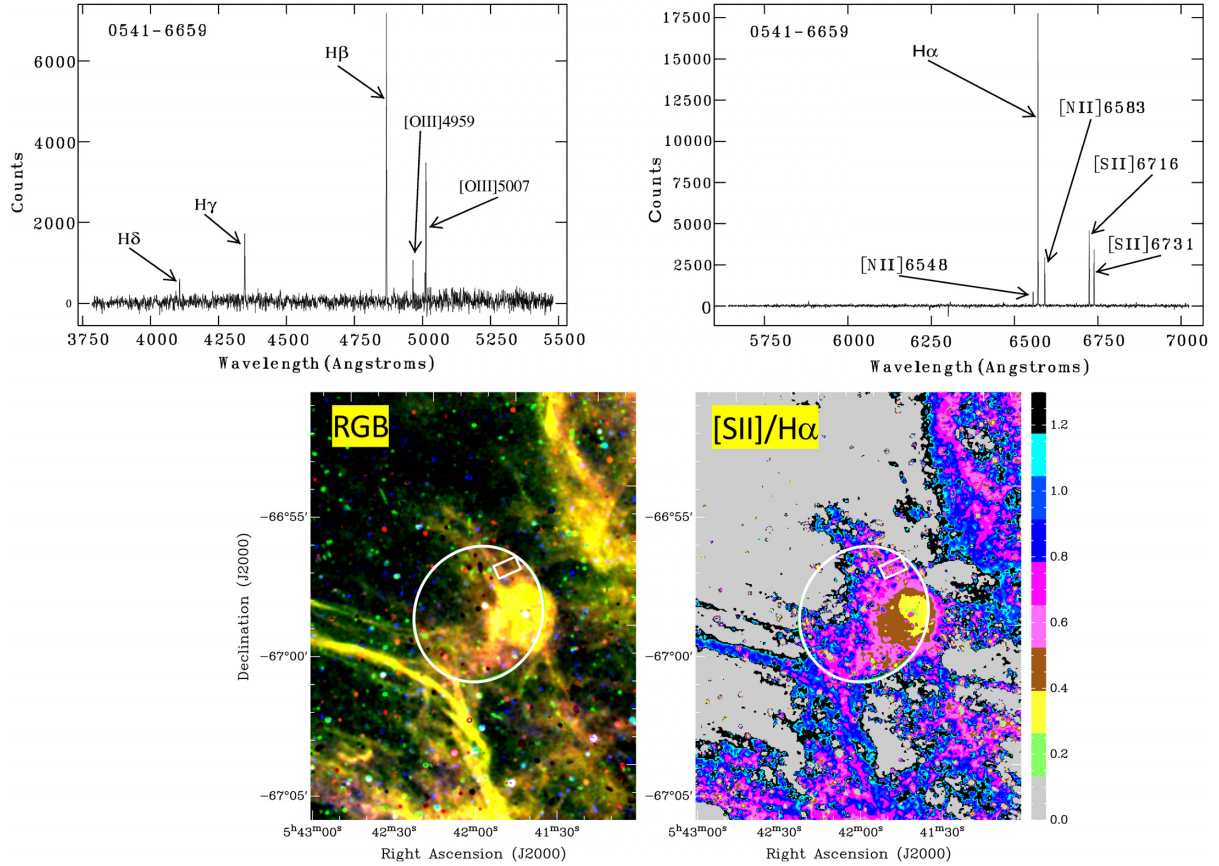 0541-6659
Hβ
[OIII]4959
[OIII]5007
Hγ
Hδ
6000
4000
2000
0
Counts
3750 4000 4250 4500 4750 5000 5250 5500
Wavelength(Angstroms)
0541-6659
Hα
[NII]6583
[SII]6716
[SII]6731
[NII]6548
17500
15000
12500
10000
7500
5000
2500
0
Counts
5750 6000 6250 6500 6750 7000
Wavelength(Angstroms)
RGB
−66°55′
−67°00′
−67°05′
Declination (J2000)
5ʰ43ᵐ00ˢ 42ᵐ30ˢ 42ᵐ00ˢ 41ᵐ30ˢ
Right Ascension (J2000)
[SII]/Hα
−66°55′
−67°00′
−67°05′
5ʰ43ᵐ00ˢ 42ᵐ30ˢ 42ᵐ00ˢ 41ᵐ30ˢ
Right Ascension (J2000)
1.2
1.0
0.8
0.6
0.4
0.2
0.0